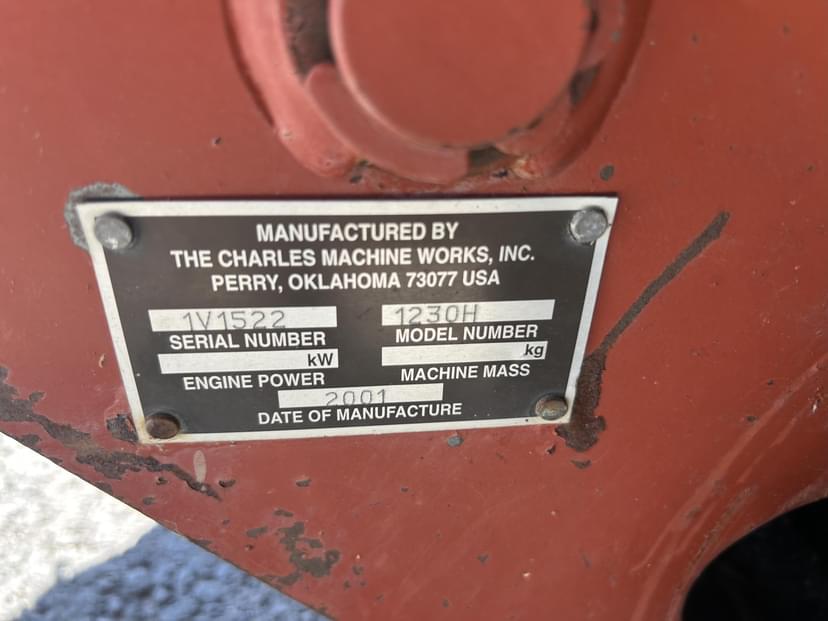 MANUFACTURED BY
THE CHARLES MACHINE WORKS, INC.
PERRY, OKLAHOMA 73077 USA
1V1522 1230H
SERIAL NUMBER MODEL NUMBER
kW kg
ENGINE POWER MACHINE MASS
2001
DATE OF MANUFACTURE